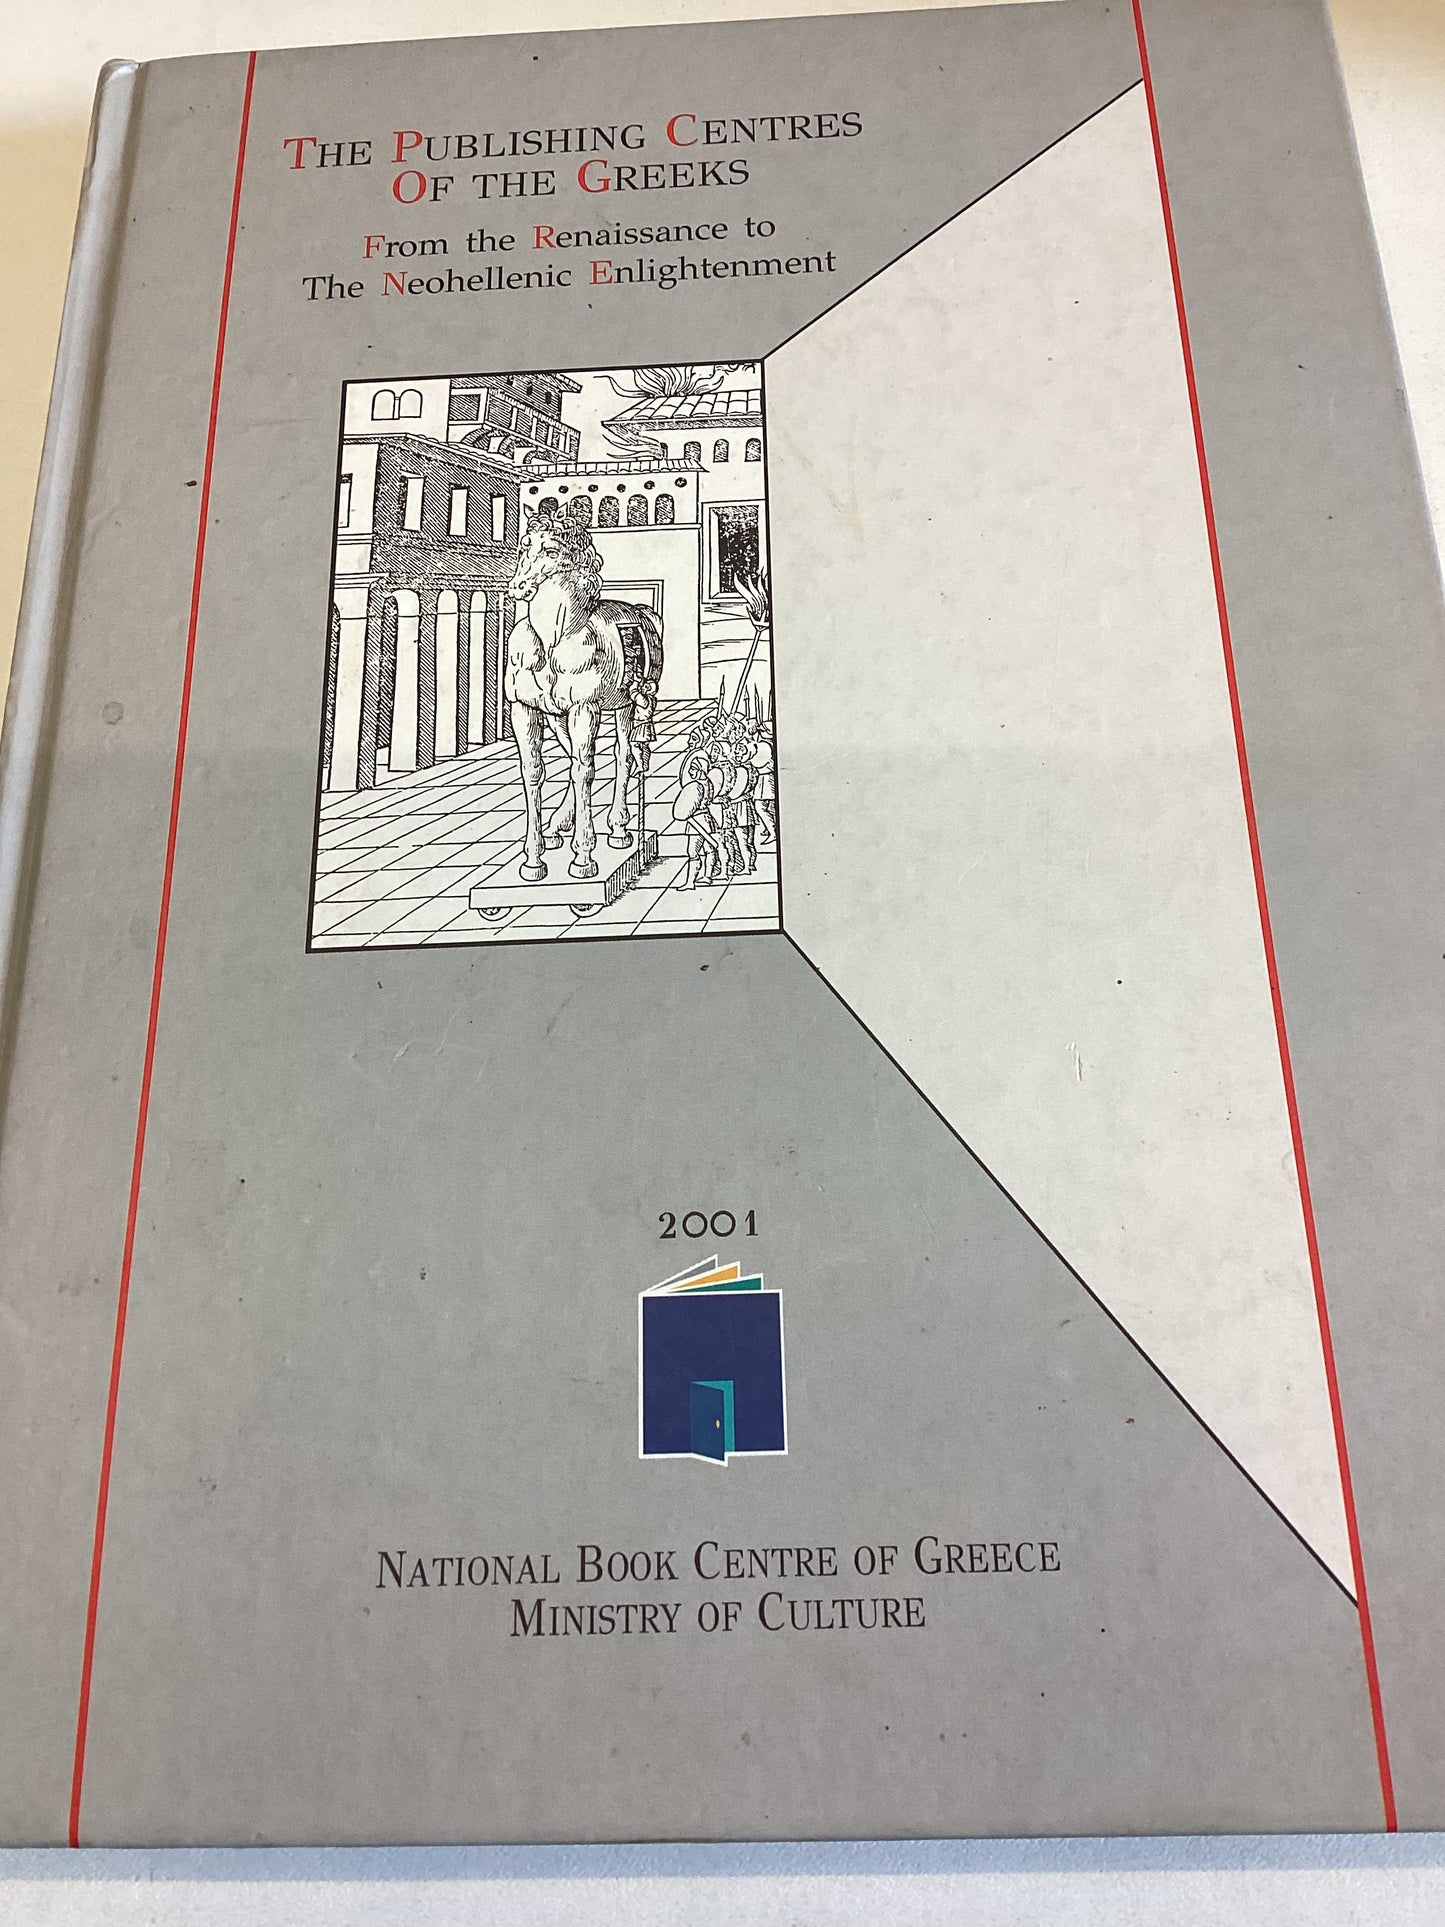 THE PUBLISHING CENTRES
OF THE GREEKS
From the Renaissance to
The Neohellenic Enlightenment
2001
NATIONAL BOOK CENTRE OF GREECE
MINISTRY OF CULTURE